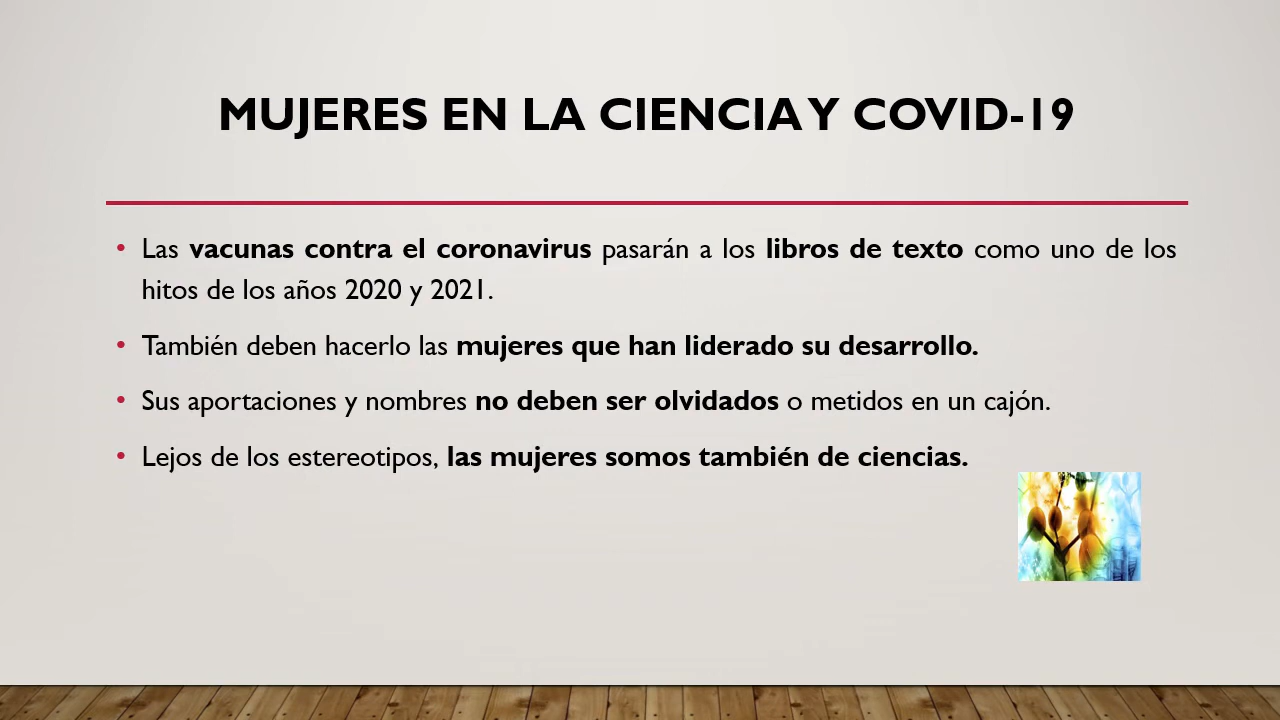 MUJERES EN LA CIENCIA Y COVID-19
• Las vacunas contra el coronavirus pasarán a los libros de texto como uno de los
hitos de los años 2020 y 2021.
• También deben hacerlo las mujeres que han liderado su desarrollo.
• Sus aportaciones y nombres no deben ser olvidados o metidos en un cajón.
• Lejos de los estereotipos, las mujeres somos también de ciencias.